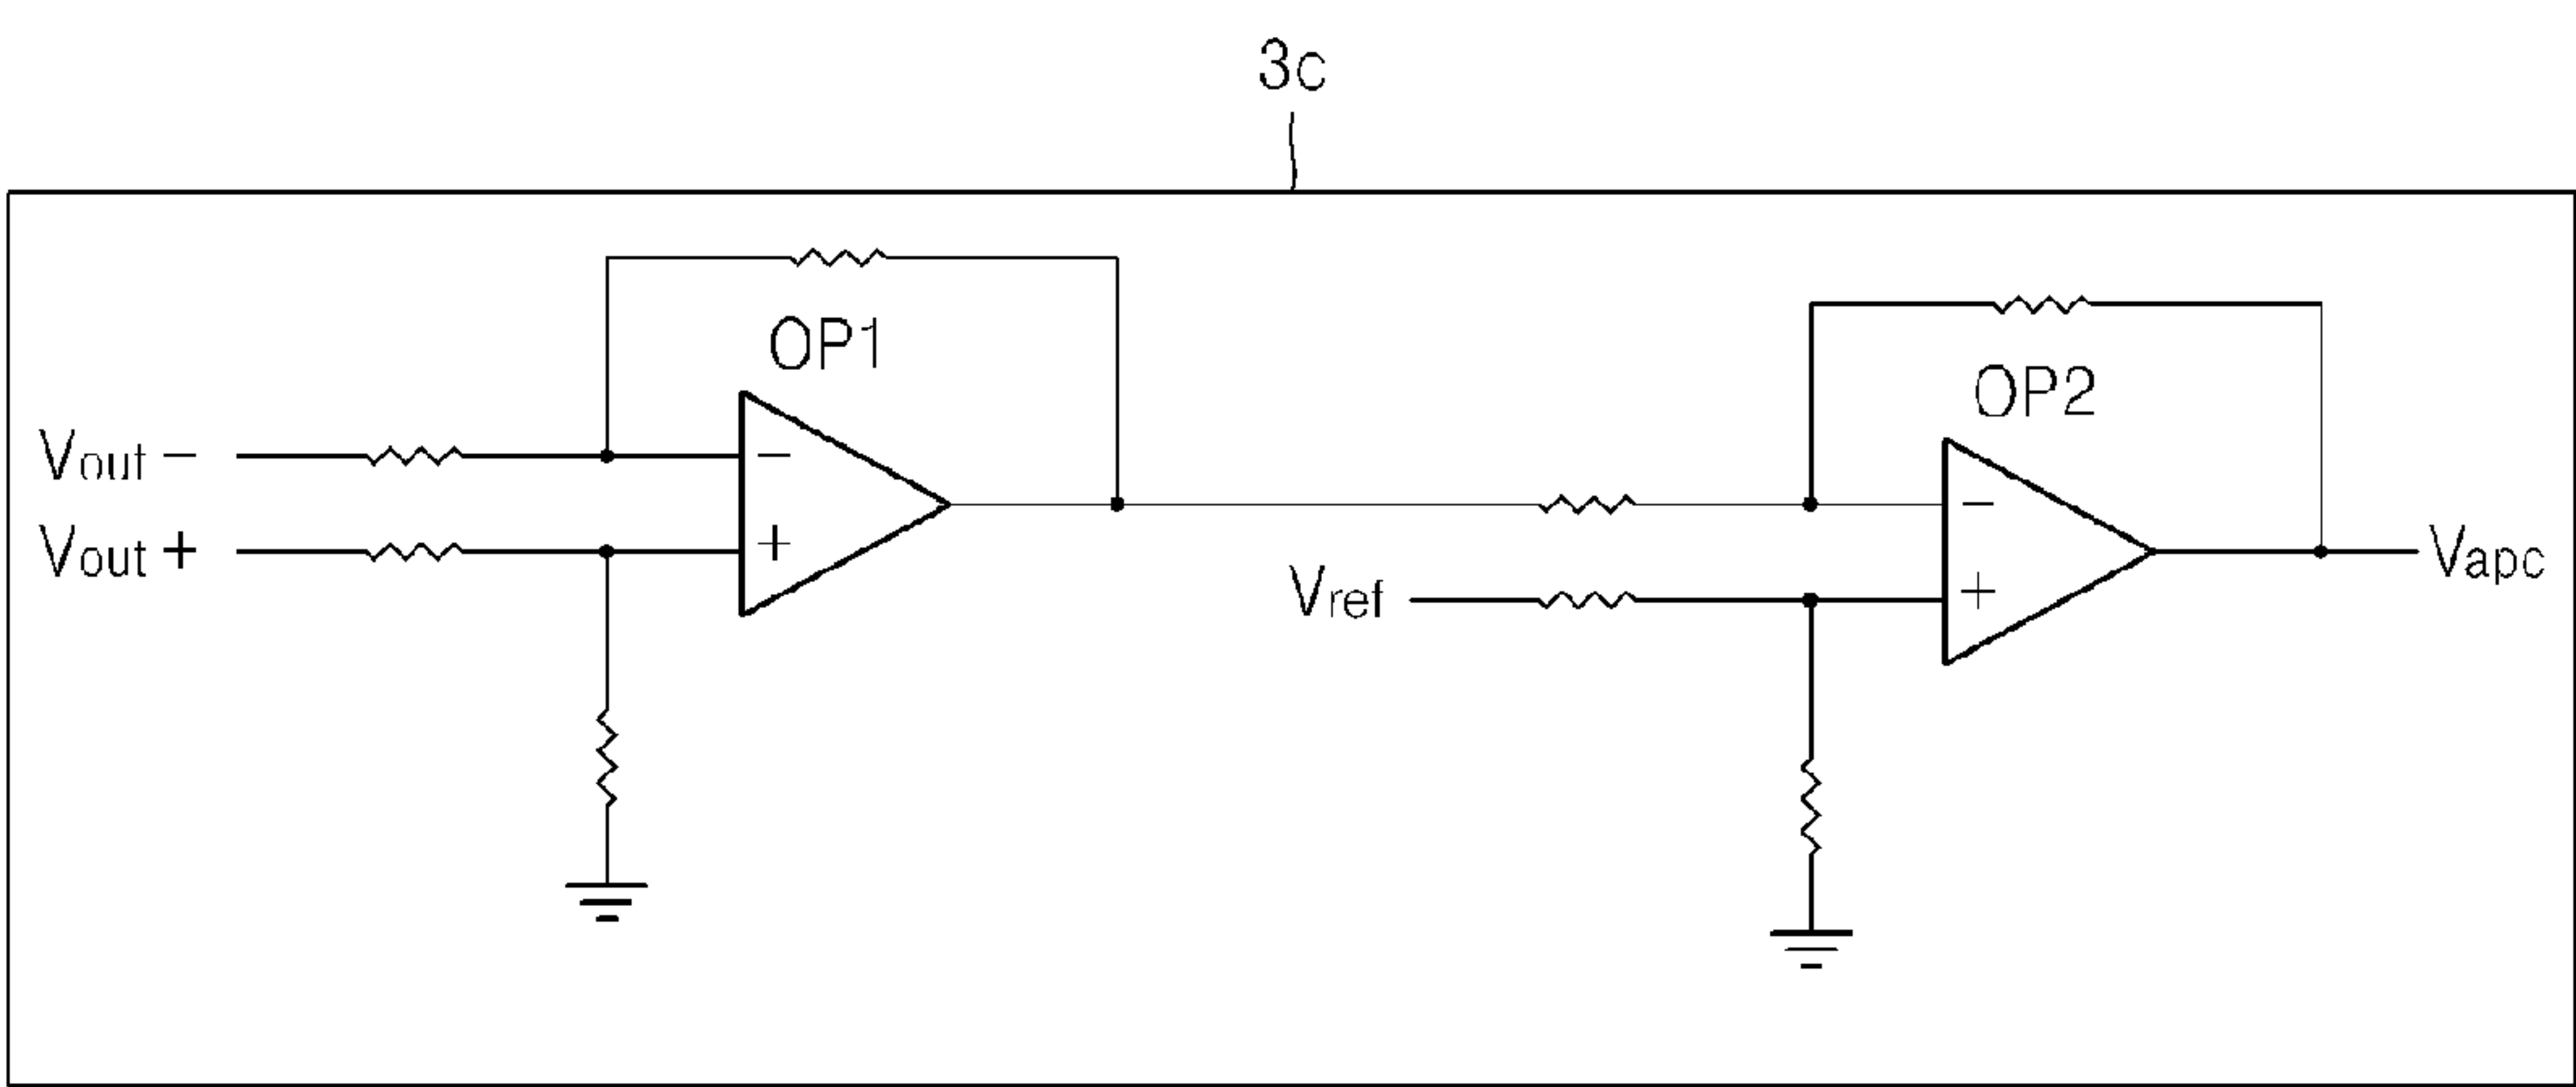 3c
OP1
OP2
Vout −
−
−
Vout +
+
Vapc
Vref
+